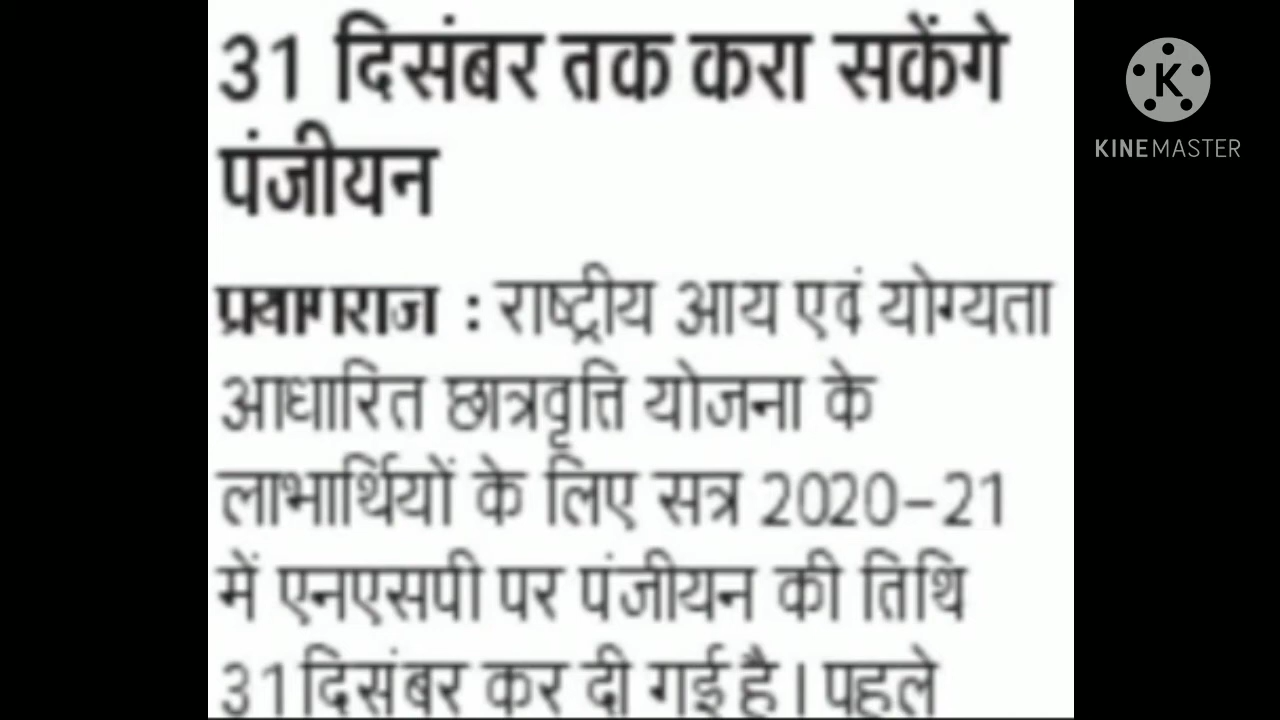 31 दिसंबर तक करा सकेंगे
पंजीयन
प्रयागराज : राष्ट्रीय आय एवं योग्यता
आधारित छात्रवृत्ति योजना के
लाभार्थियों के लिए सत्र 2020-21
में एनएसपी पर पंजीयन की तिथि
31 दिसंबर कर दी गई है। पहले
KINEMASTER